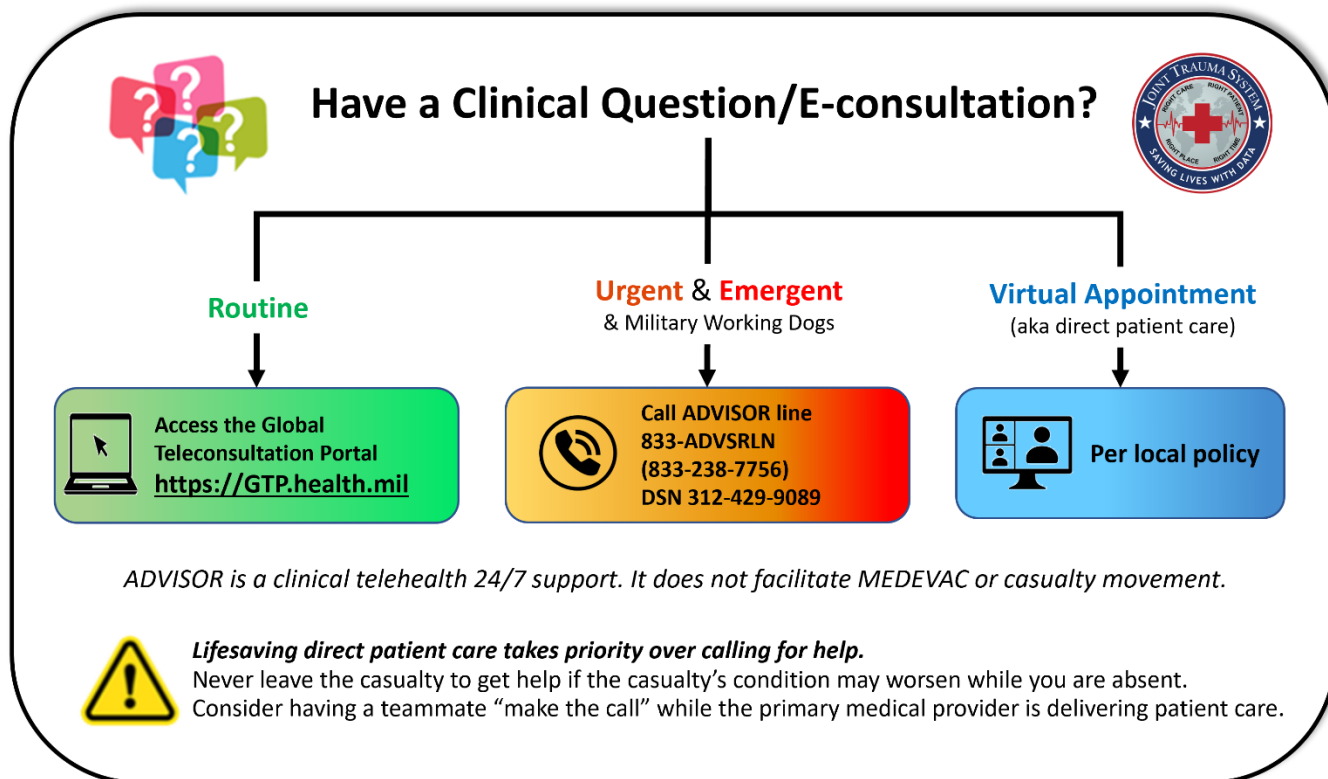 Have a Clinical Question/E-consultation?
JOINT TRAUMA SYSTEM
RIGHT CARE
RIGHT PATIENT
RIGHT PLACE
RIGHT TIME
SAVING LIVES WITH DATA
Routine
Access the Global
Teleconsultation Portal
https://GTP.health.mil
Urgent & Emergent
& Military Working Dogs
Call ADVISOR line
833-ADVSRLN
(833-238-7756)
DSN 312-429-9089
Virtual Appointment
(aka direct patient care)
Per local policy
ADVISOR is a clinical telehealth 24/7 support. It does not facilitate MEDEVAC or casualty movement.
Lifesaving direct patient care takes priority over calling for help.
Never leave the casualty to get help if the casualty’s condition may worsen while you are absent.
Consider having a teammate “make the call” while the primary medical provider is delivering patient care.